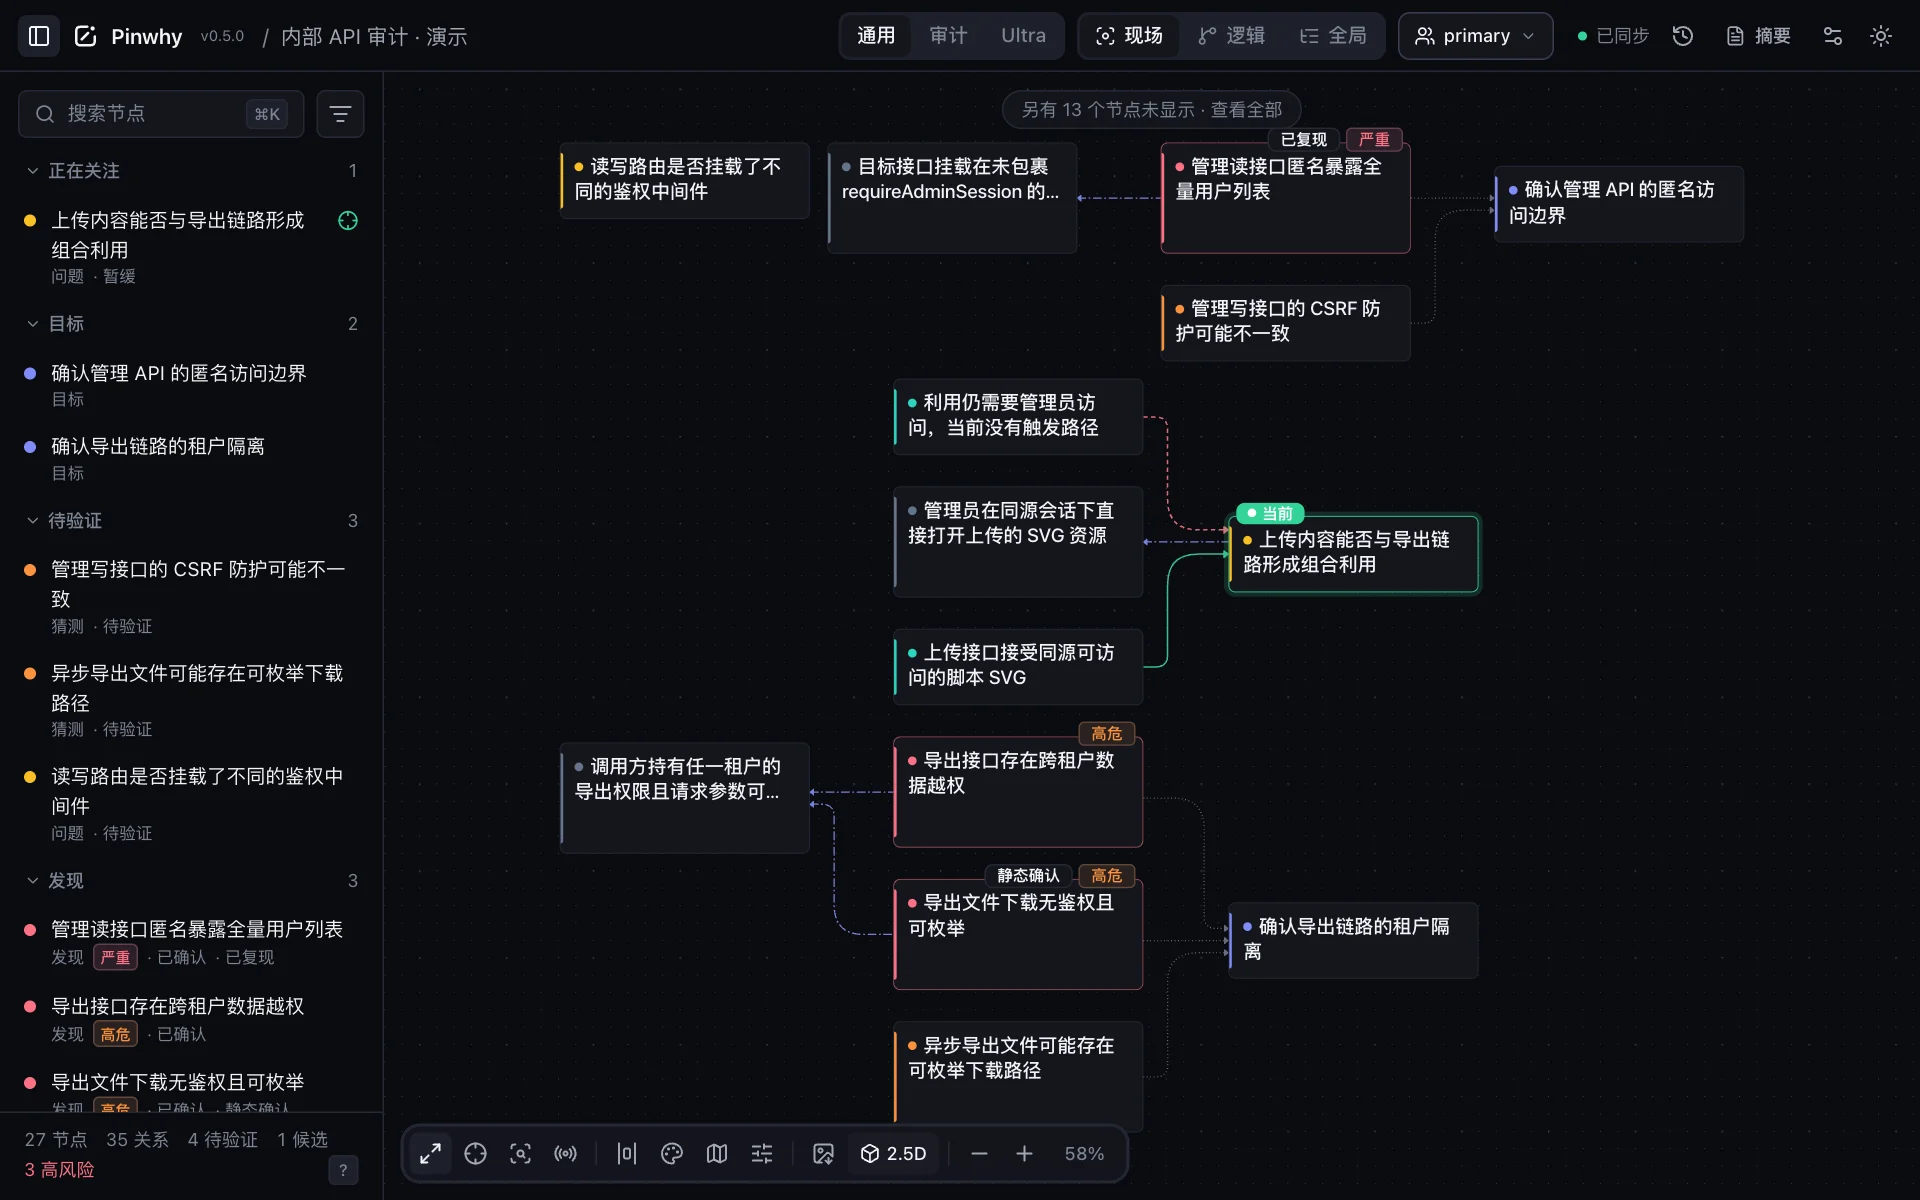 Pinwhy v0.5.0 / 内部 API 审计 · 演示
通用 审计 Ultra
现场 逻辑 全局
primary
已同步
摘要
搜索节点 ⌘K
正在关注 1
上传内容能否与导出链路形成
组合利用
问题 · 暂缓
目标 2
确认管理 API 的匿名访问边界
目标
确认导出链路的租户隔离
目标
待验证 3
管理写接口的 CSRF 防护可能不一
致
猜测 · 待验证
异步导出文件可能存在可枚举下载
路径
猜测 · 待验证
读写路由是否挂载了不同的鉴权中
间件
问题 · 待验证
发现 3
管理读接口匿名暴露全量用户列表
发现 严重 · 已确认 · 已复现
导出接口存在跨租户数据越权
发现 高危 · 已确认
导出文件下载无鉴权且可枚举
发现 高危 · 已确认 · 静态确认
27 节点 35 关系 4 待验证 1 候选
3 高风险
?
另有 13 个节点未显示 · 查看全部
读写路由是否挂载了不
同的鉴权中间件
目标接口挂载在未包裹
requireAdminSession 的...
已复现 严重
管理读接口匿名暴露全
量用户列表
确认管理 API 的匿名访
问边界
管理写接口的 CSRF 防
护可能不一致
利用仍需要管理员访
问，当前没有触发路径
管理员在同源会话下直
接打开上传的 SVG 资源
当前
上传内容能否与导出链
路形成组合利用
上传接口接受同源可访
问的脚本 SVG
调用方持有任一租户的
导出权限且请求参数可...
高危
导出接口存在跨租户数
据越权
静态确认 高危
导出文件下载无鉴权且
可枚举
确认导出链路的租户隔
离
异步导出文件可能存在
可枚举下载路径
2.5D
58%